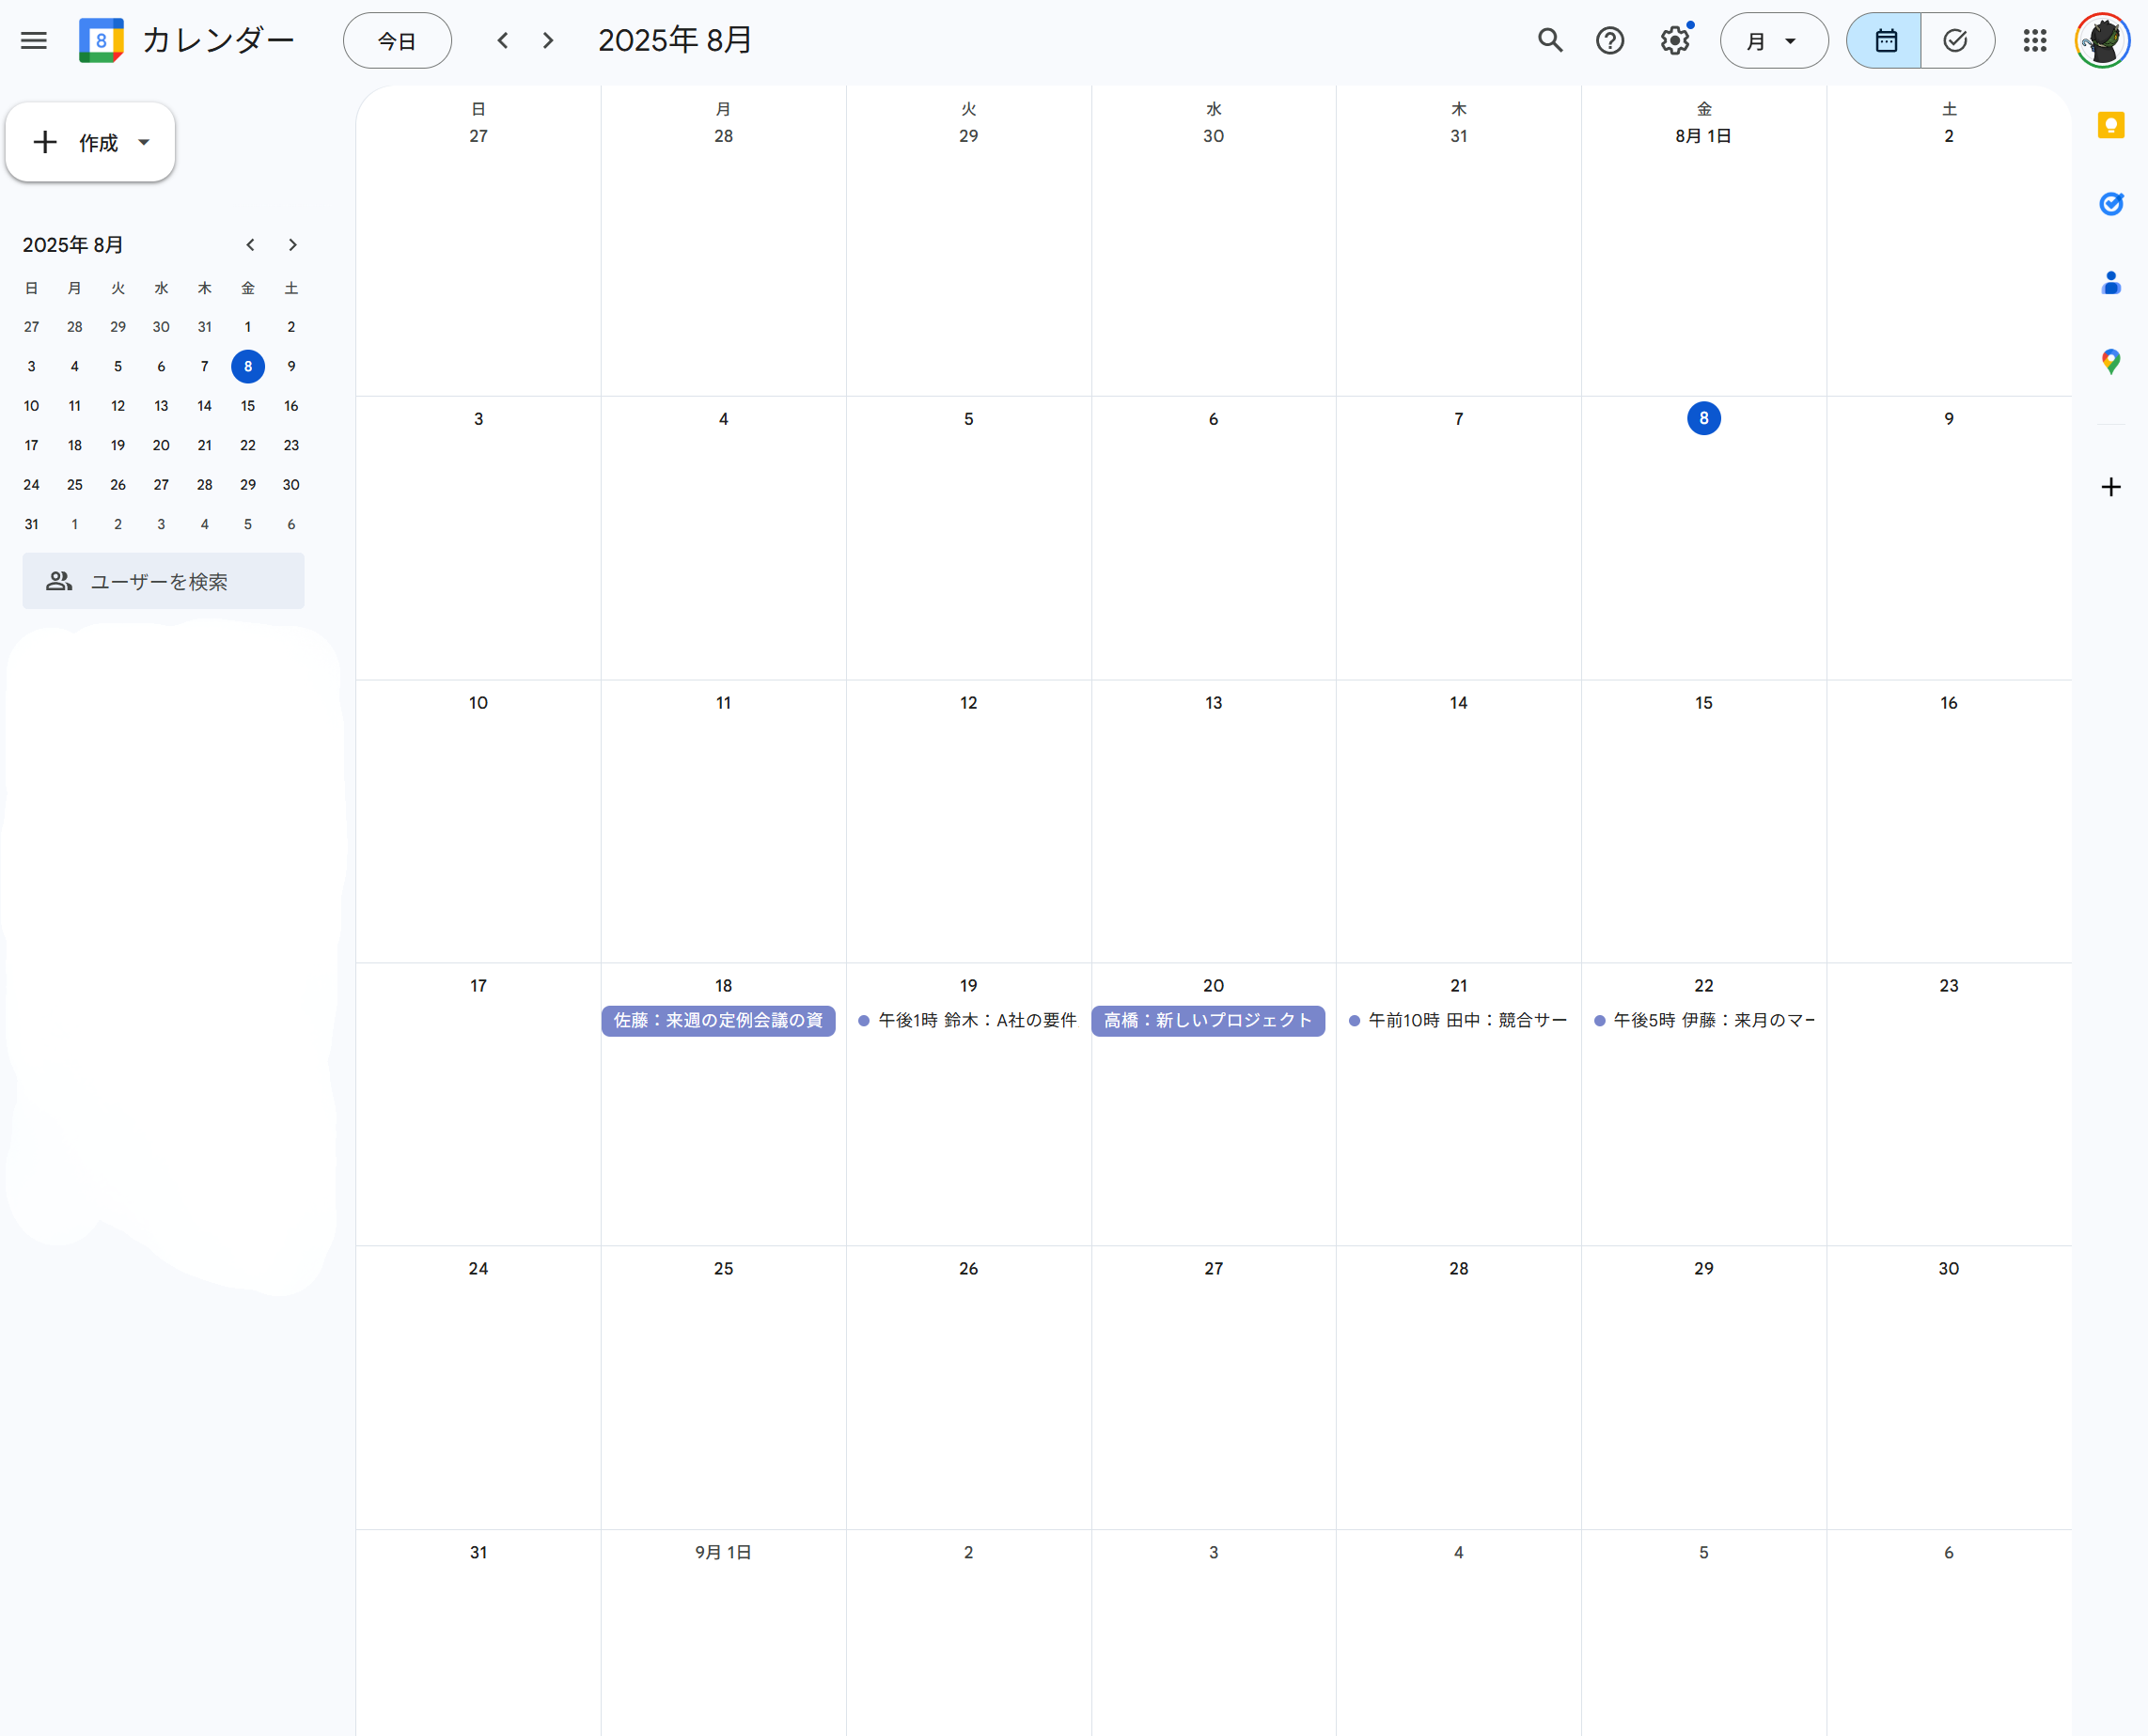 8
カレンダー
今日
2025年 8月
月
作成
2025年 8月
日 月 火 水 木 金 土
27 28 29 30 31 1 2
3 4 5 6 7 8 9
10 11 12 13 14 15 16
17 18 19 20 21 22 23
24 25 26 27 28 29 30
31 1 2 3 4 5 6
ユーザーを検索
日 月 火 水 木 金 土
27 28 29 30 31 8月 1日 2
3 4 5 6 7 8 9
10 11 12 13 14 15 16
17 18 19 20 21 22 23
佐藤：来週の定例会議の資
午後1時 鈴木：A社の要件
高橋：新しいプロジェクト
午前10時 田中：競合サー
午後5時 伊藤：来月のマー
24 25 26 27 28 29 30
31 9月 1日 2 3 4 5 6